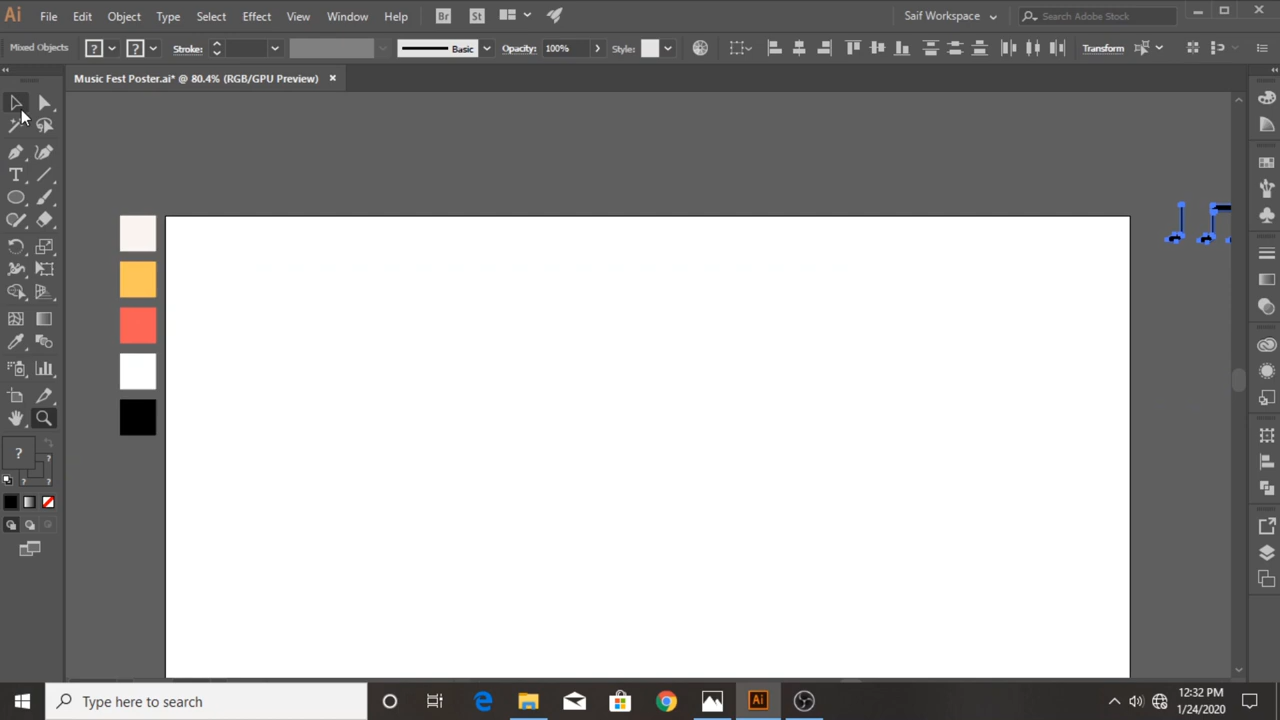 Ai File Edit Object Type Select Effect View Window Help Br St Saif Workspace Search Adobe Stock
Mixed Objects ? ? Stroke: Basic Opacity: 100% Style: Transform
Music Fest Poster.ai* @ 80.4% (RGB/GPU Preview) ×
T
?
?
? ?
Type here to search Ai 12:32 PM
1/24/2020